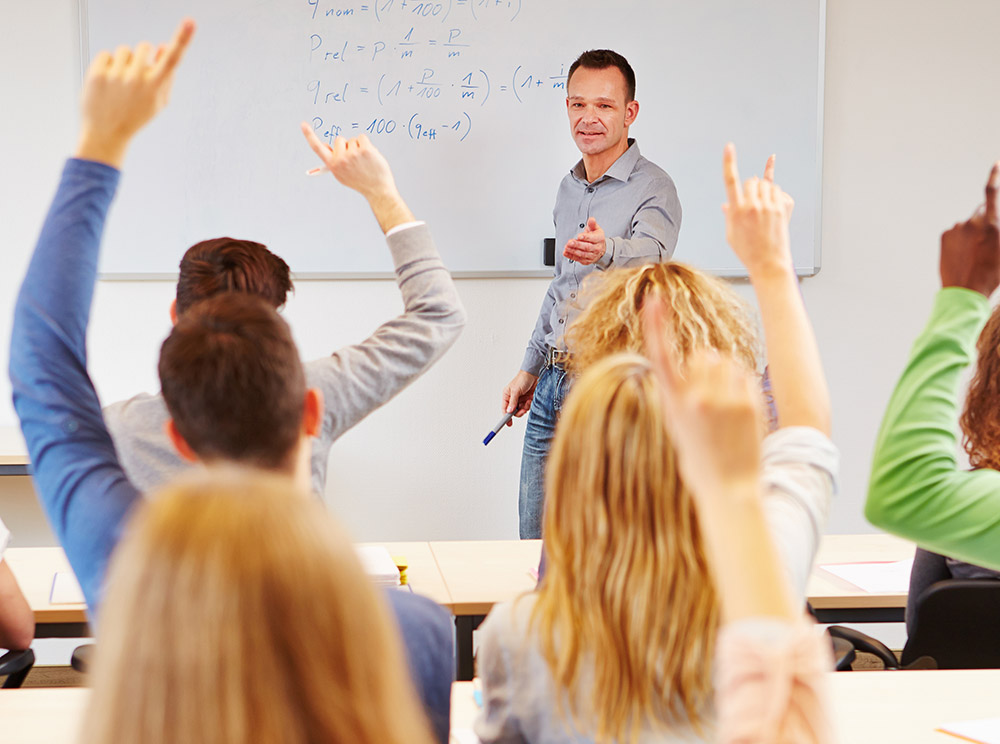 q nom = (1 + P/100) = (1 + i)
P rel = P · 1/m = P/m
q rel = (1 + P/100 · 1/m) = (1 + i/m
P eff = 100 · (q eff - 1)